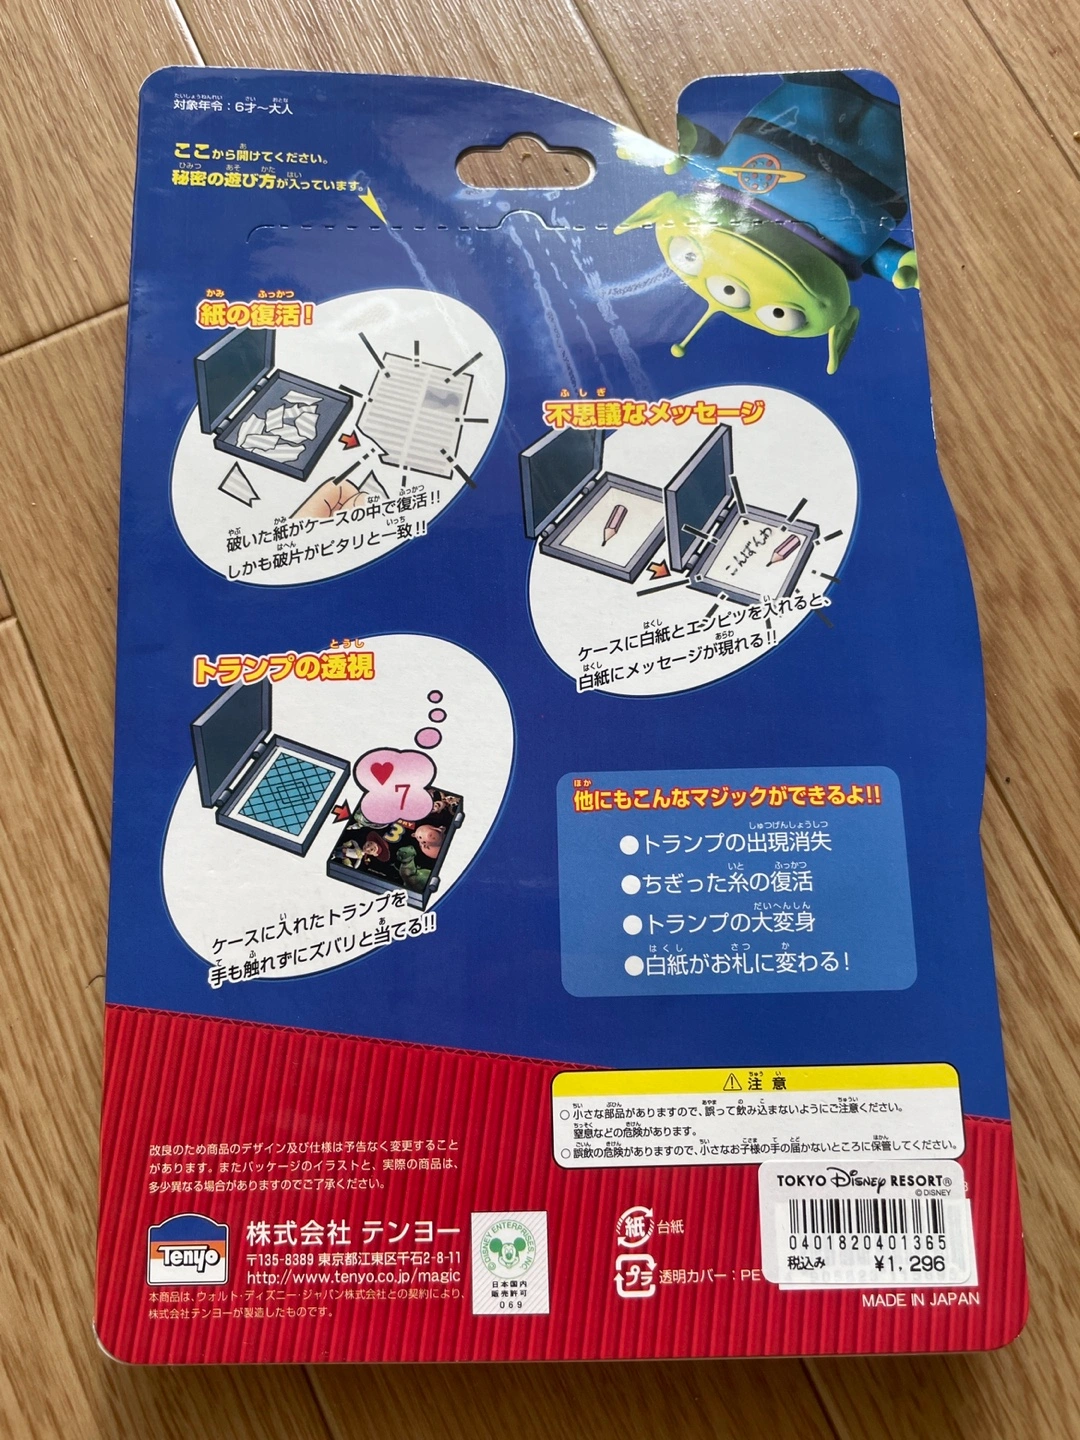 対象年令：6才〜大人
ここから開けてください。
秘密の遊び方が入っています。
紙の復活！
破いた紙がケースの中で復活!!
しかも破片がピタリと一致!!
不思議なメッセージ
こんばんわ
ケースに白紙とエンピツを入れると、
白紙にメッセージが現れる!!
トランプの透視
7
3
ケースに入れたトランプを
手も触れずにズバリと当てる!!
他にもこんなマジックができるよ!!
●トランプの出現消失
●ちぎった糸の復活
●トランプの大変身
●白紙がお札に変わる！
⚠注意
○小さな部品がありますので、誤って飲み込まないようにご注意ください。
窒息などの危険があります。
○誤飲の危険がありますので、小さなお子様の手の届かないところに保管してください。
改良のため商品のデザイン及び仕様は予告なく変更すること
があります。またパッケージのイラストと、実際の商品は、
多少異なる場合がありますのでご了承ください。
Tenyo
株式会社 テンヨー
〒135-8389 東京都江東区千石2-8-11
http://www.tenyo.co.jp/magic
本商品は、ウォルト・ディズニー・ジャパン株式会社との契約により、
株式会社テンヨーが製造したものです。
©DISNEY ENTERPRISES, INC.
日本国内
販売許可
069
紙 台紙
プラ 透明カバー：PE
TOKYO Disney RESORT®
©DISNEY
0401820401365
税込み ¥1,296
MADE IN JAPAN